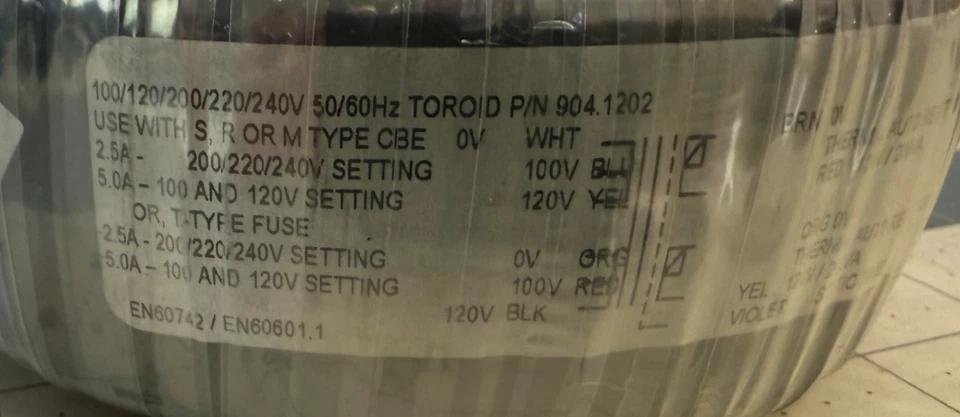 100/120/200/220/240V 50/60Hz TOROID P/N 904.1202
USE WITH S, R OR M TYPE CBE 0V WHT
2.5A - 200/220/240V SETTING 100V BLU
5.0A – 100 AND 120V SETTING 120V YEL
OR, T-TYPE FUSE
2.5A - 200/220/240V SETTING 0V ORG
5.0A – 100 AND 120V SETTING 100V RED
EN60742 / EN60601.1 120V BLK
BRN
RED
ORG
YEL
VIOLET